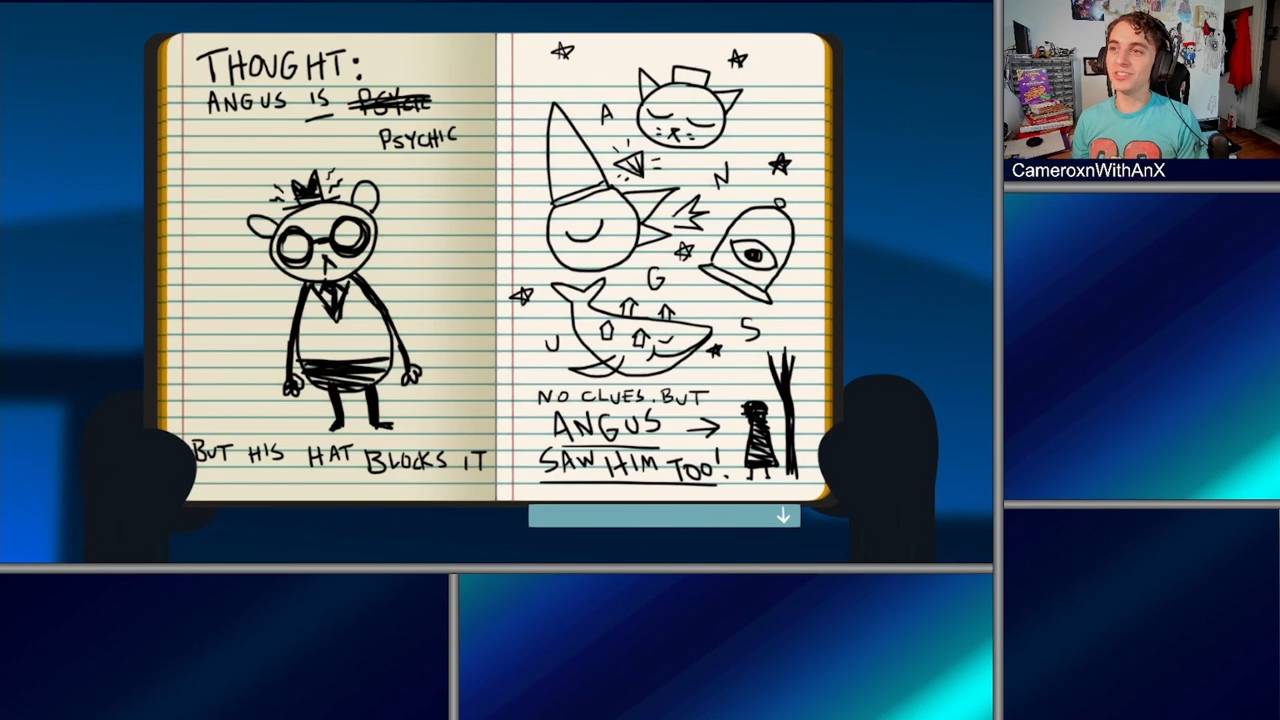 THOUGHT:
ANGUS IS
PSYCHIC
BUT HIS HAT BLOCKS IT
A
N
G
U
S
NO CLUES. BUT
ANGUS →
SAW HIM TOO!
CameroxnWithAnX